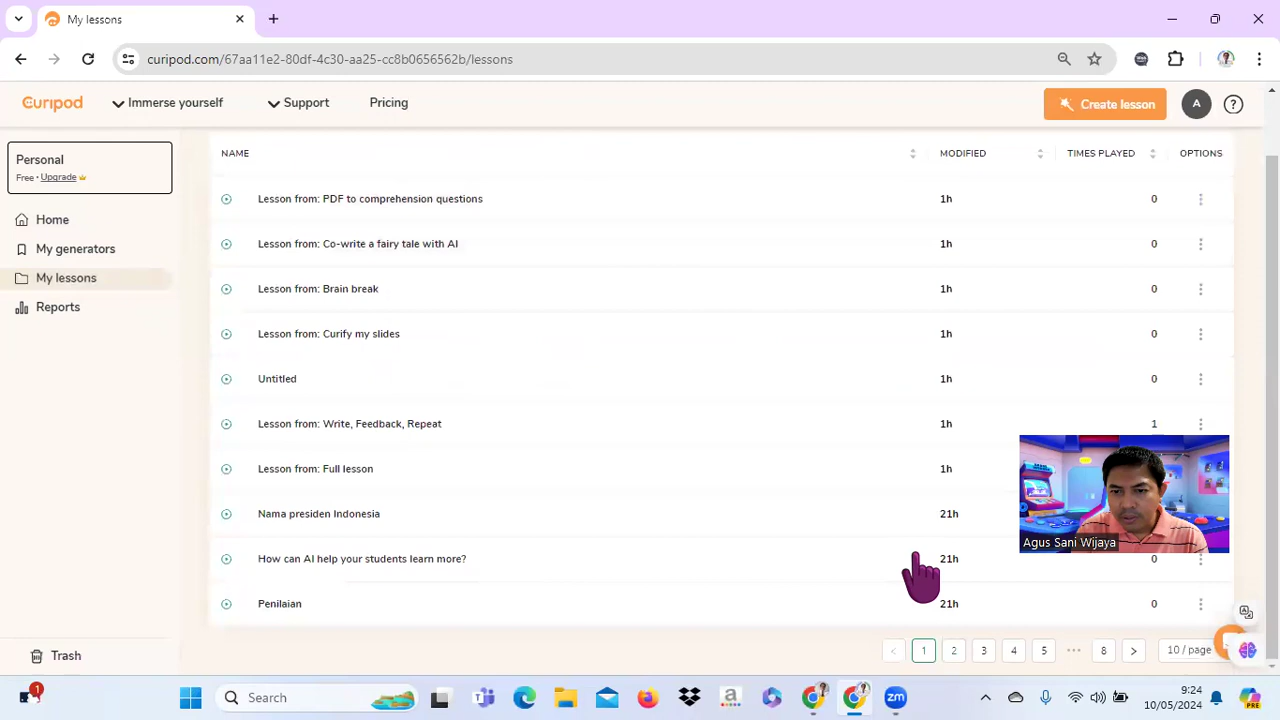 My lessons
curipod.com/67aa11e2-80df-4c30-aa25-cc8b0656562b/lessons
Curipod Immerse yourself Support Pricing Create lesson A ?
Personal
Free • Upgrade
Home
My generators
My lessons
Reports
Trash
NAME MODIFIED TIMES PLAYED OPTIONS
Lesson from: PDF to comprehension questions 1h 0
Lesson from: Co-write a fairy tale with AI 1h 0
Lesson from: Brain break 1h 0
Lesson from: Curify my slides 1h 0
Untitled 1h 0
Lesson from: Write, Feedback, Repeat 1h 1
Lesson from: Full lesson 1h
Nama presiden Indonesia 21h
How can AI help your students learn more? 21h 0
Penilaian 21h 0
Agus Sani Wijaya
< 1 2 3 4 5 ••• 8 > 10 / page
1
Search
a
zm
9:24
10/05/2024
PRE